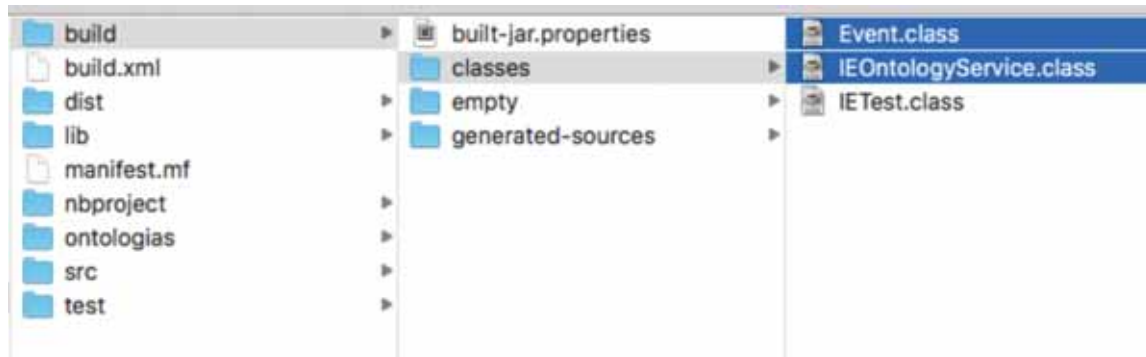 build
build.xml
dist
lib
manifest.mf
nbproject
ontologias
src
test
built-jar.properties
classes
empty
generated-sources
Event.class
IEOntologyService.class
IETest.class